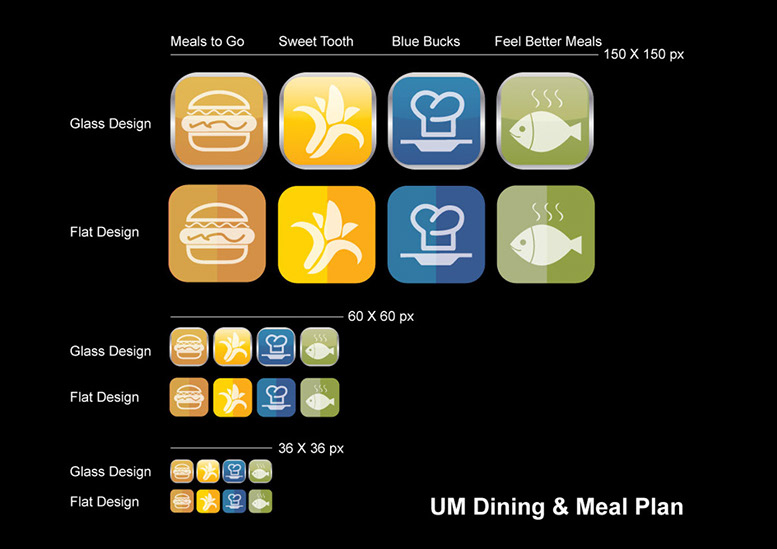 Meals to Go Sweet Tooth Blue Bucks Feel Better Meals
150 X 150 px
Glass Design
Flat Design
60 X 60 px
Glass Design
Flat Design
36 X 36 px
Glass Design
Flat Design
UM Dining & Meal Plan